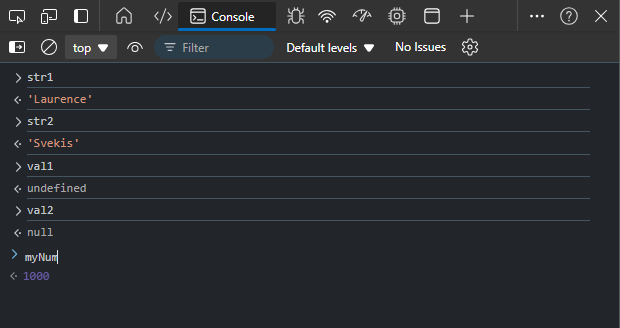 Console
top
Filter
Default levels
No Issues
str1
'Laurence'
str2
'Svekis'
val1
undefined
val2
null
myNum
1000